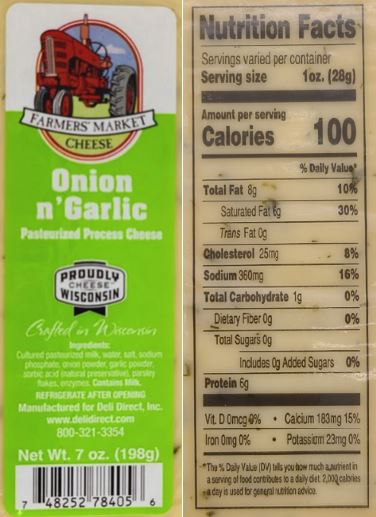 FARMERS' MARKET
CHEESE
Onion
n'Garlic
Pasteurized Process Cheese
PROUDLY
CHEESE
WISCONSIN
Crafted in Wisconsin
Ingredients:
Cultured pasteurized milk, water, salt, sodium
phosphate, onion powder, garlic powder,
sorbic acid (natural preservative), parsley
flakes, enzymes. Contains Milk.
REFRIGERATE AFTER OPENING
Manufactured for Deli Direct, Inc.
www.delidirect.com
800-321-3354
Net Wt. 7 oz. (198g)
7 48252 78405 6
Nutrition Facts
Servings varied per container
Serving size 1oz. (28g)
Amount per serving
Calories 100
% Daily Value*
Total Fat 8g 10%
Saturated Fat 6g 30%
Trans Fat 0g
Cholesterol 25mg 8%
Sodium 360mg 16%
Total Carbohydrate 1g 0%
Dietary Fiber 0g 0%
Total Sugars 0g
Includes 0g Added Sugars 0%
Protein 6g
Vit. D 0mcg 0% • Calcium 183mg 15%
Iron 0mg 0% • Potassium 23mg 0%
*The % Daily Value (DV) tells you how much a nutrient in
a serving of food contributes to a daily diet. 2,000 calories
a day is used for general nutrition advice.